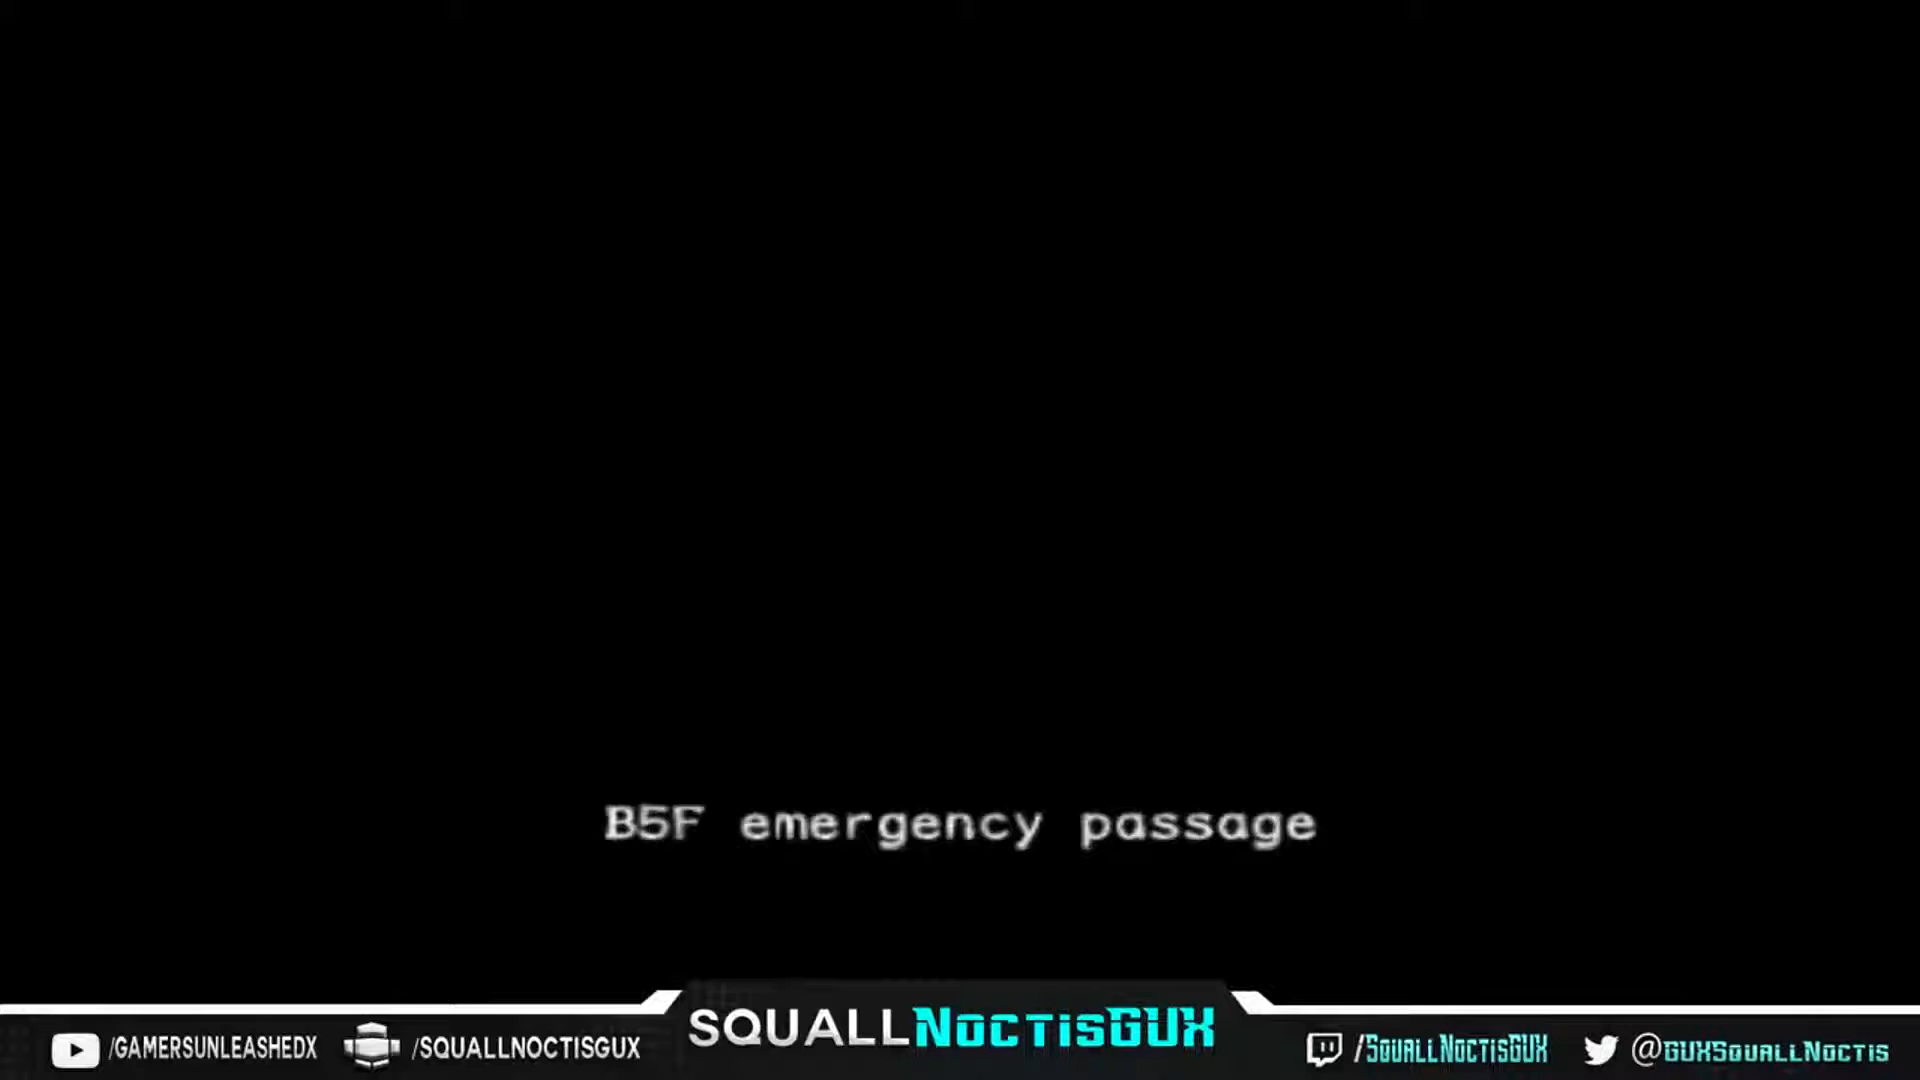 B5F emergency passage
SQUALLNOCTISGUX
/GAMERSUNLEASHEDX /SQUALLNOCTISGUX /SQUALLNOCTISGUX @GUXSQUALLNOCTIS